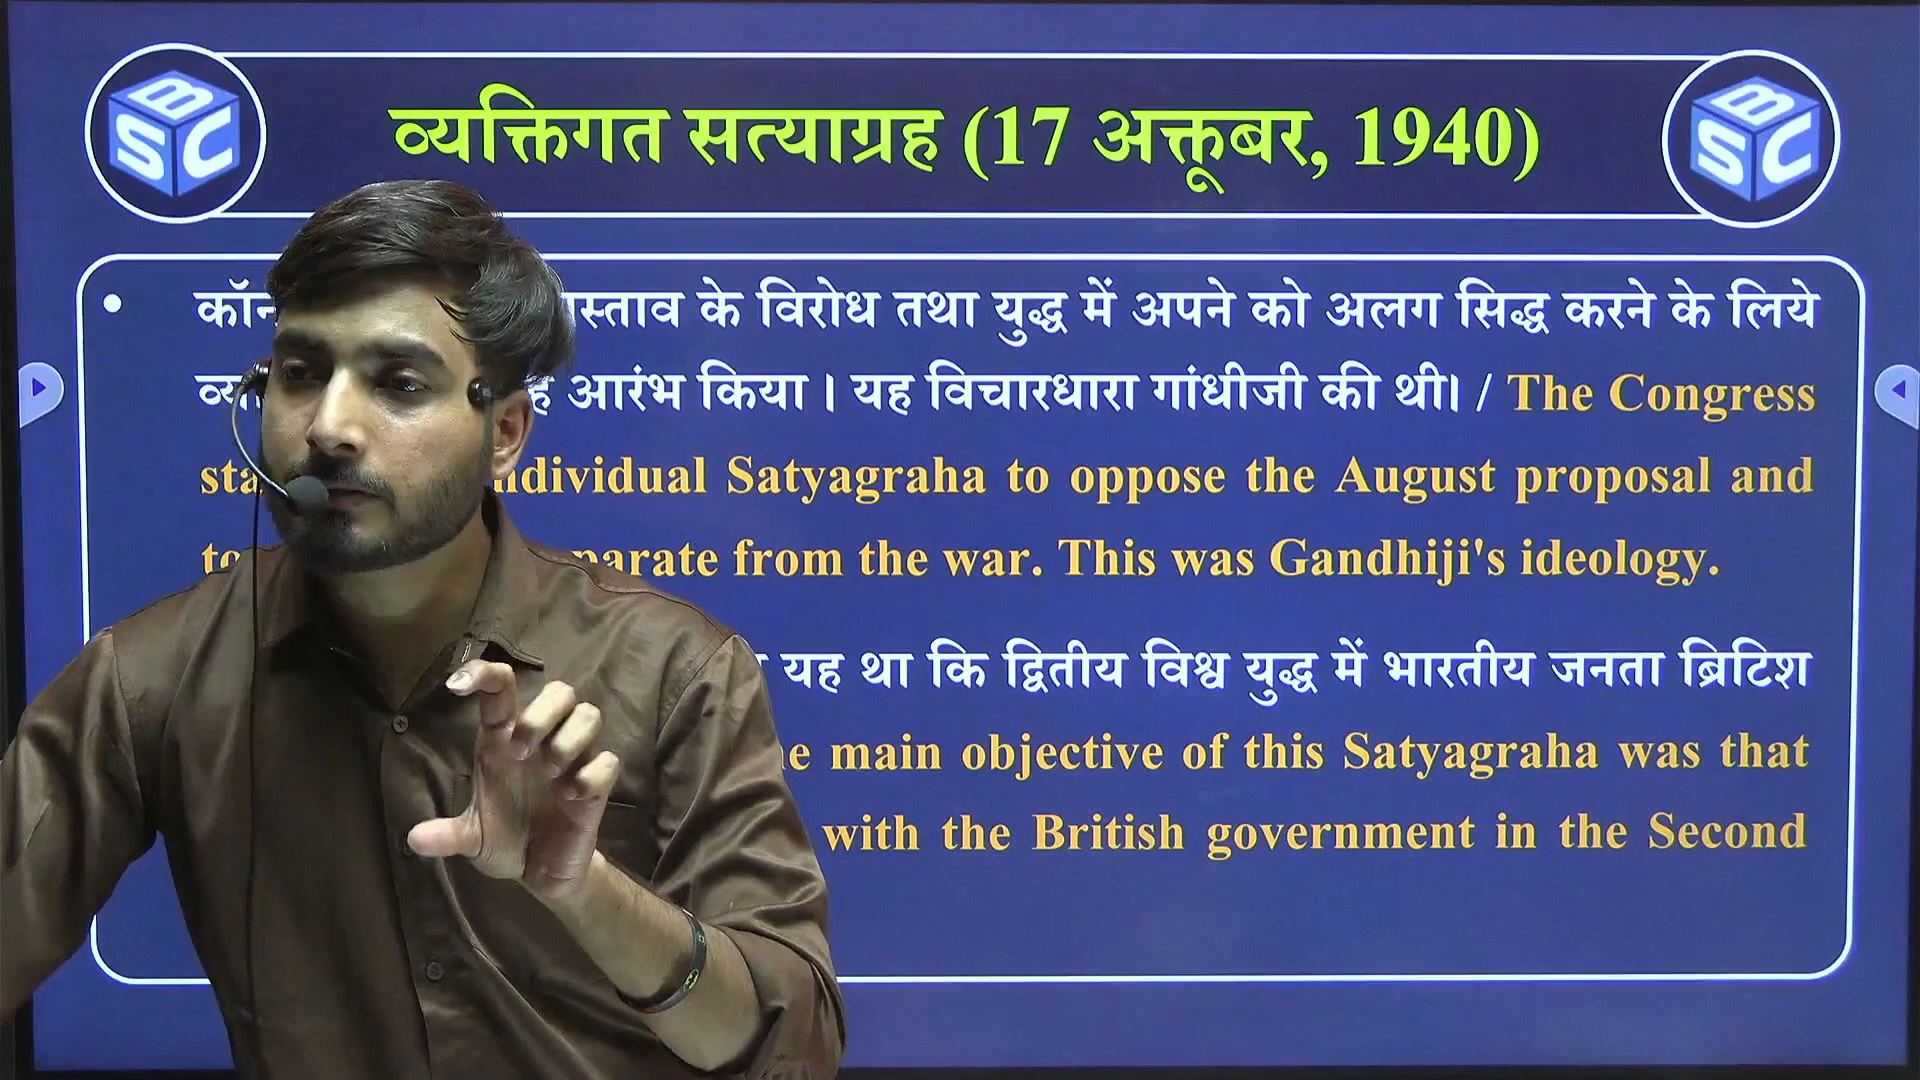 BSC
व्यक्तिगत सत्याग्रह (17 अक्तूबर, 1940)
BSC
के विरोध तथा युद्ध में अपने को अलग सिद्ध करने के लिये
आरंभ किया । यह विचारधारा गांधीजी की थी। / The Congress
Satyagraha to oppose the August proposal and
from the war. This was Gandhiji's ideology.
यह था कि द्वितीय विश्व युद्ध में भारतीय जनता ब्रिटिश
main objective of this Satyagraha was that
with the British government in the Second